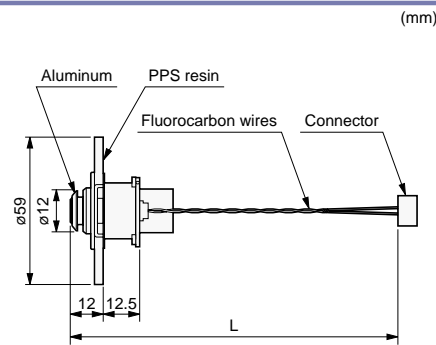 (mm)
Aluminum
PPS resin
Fluorocarbon wires
Connector
ø59
ø12
12
12.5
L